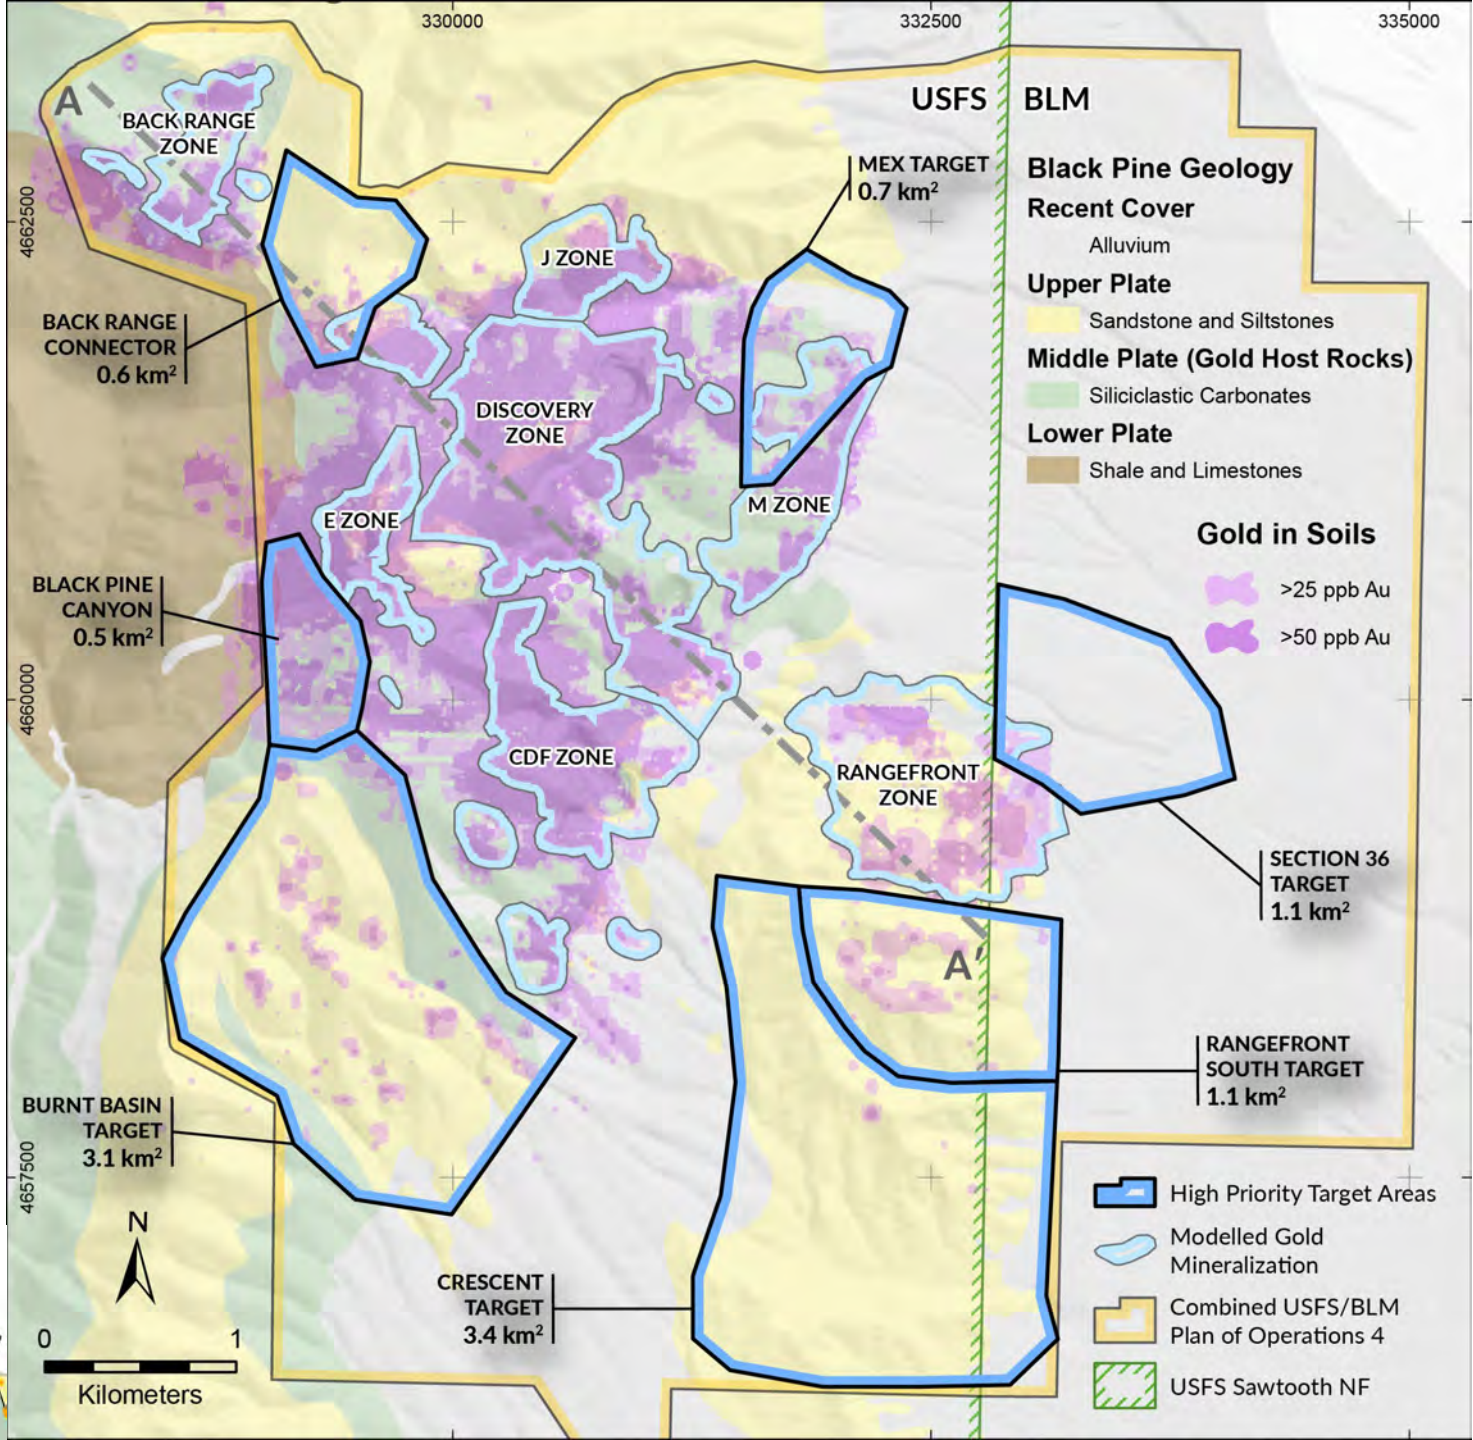 330000
332500
335000
USFS
BLM
A
BACK RANGE
ZONE
MEX TARGET
0.7 km²
Black Pine Geology
Recent Cover
Alluvium
Upper Plate
Sandstone and Siltstones
Middle Plate (Gold Host Rocks)
Siliciclastic Carbonates
Lower Plate
Shale and Limestones
4662500
J ZONE
BACK RANGE
CONNECTOR
0.6 km²
DISCOVERY
ZONE
M ZONE
E ZONE
Gold in Soils
>25 ppb Au
>50 ppb Au
BLACK PINE
CANYON
0.5 km²
4660000
CDF ZONE
RANGEFRONT
ZONE
SECTION 36
TARGET
1.1 km²
A'
RANGEFRONT
SOUTH TARGET
1.1 km²
BURNT BASIN
TARGET
3.1 km²
4657500
N
0
1
Kilometers
CRESCENT
TARGET
3.4 km²
High Priority Target Areas
Modelled Gold
Mineralization
Combined USFS/BLM
Plan of Operations 4
USFS Sawtooth NF